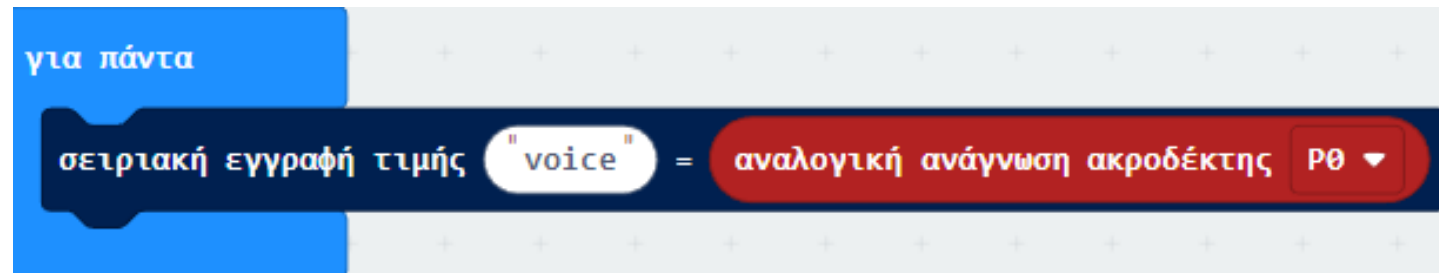 για πάντα
σειριακή εγγραφή τιμής "voice" = αναλογική ανάγνωση ακροδέκτης P0